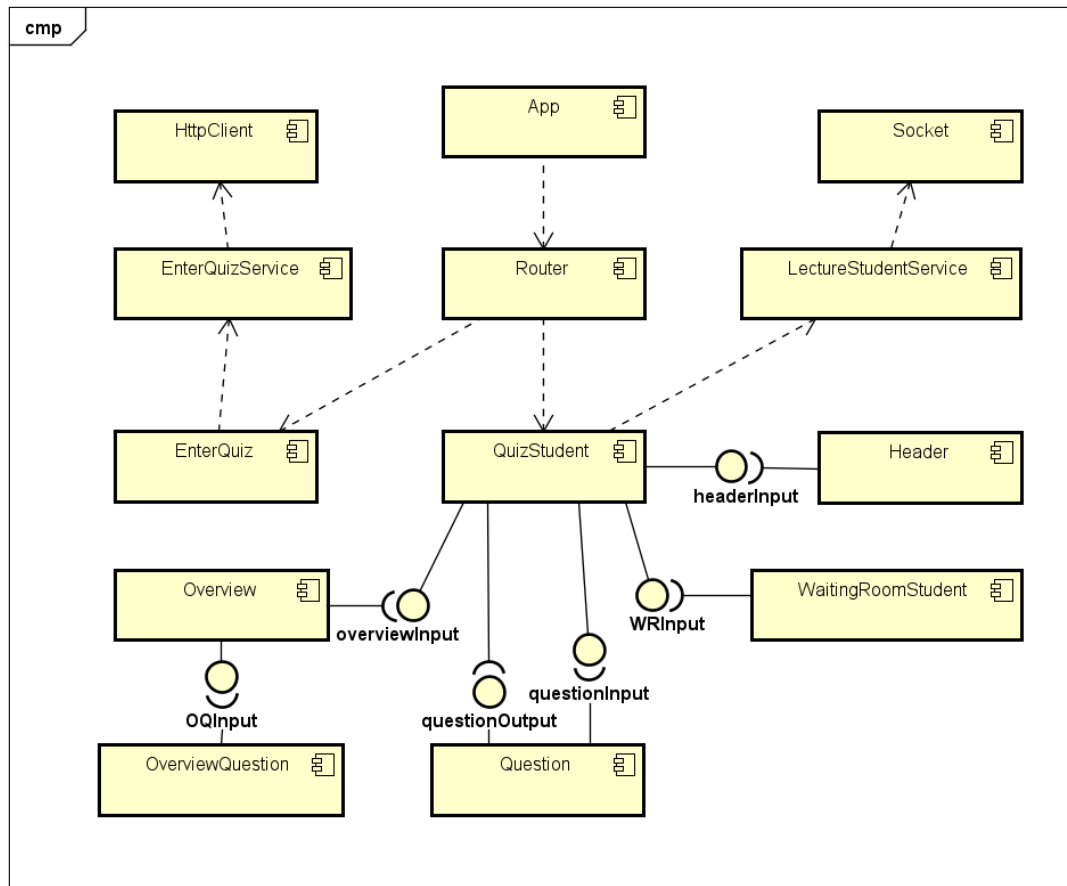 cmp
HttpClient
App
Socket
EnterQuizService
Router
LectureStudentService
EnterQuiz
QuizStudent
Header
headerInput
Overview
WaitingRoomStudent
overviewInput
WRInput
questionInput
OQInput
questionOutput
OverviewQuestion
Question